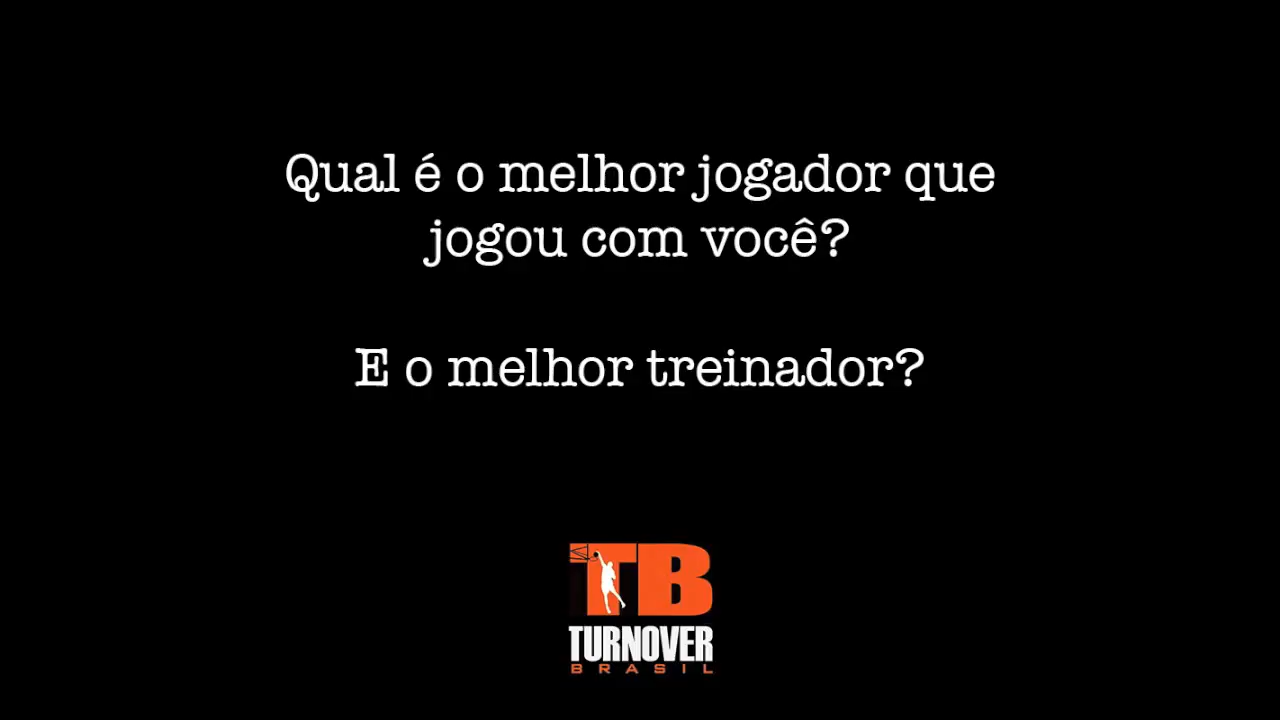 Qual é o melhor jogador que
jogou com você?
E o melhor treinador?
TB
TURNOVER
BRASIL